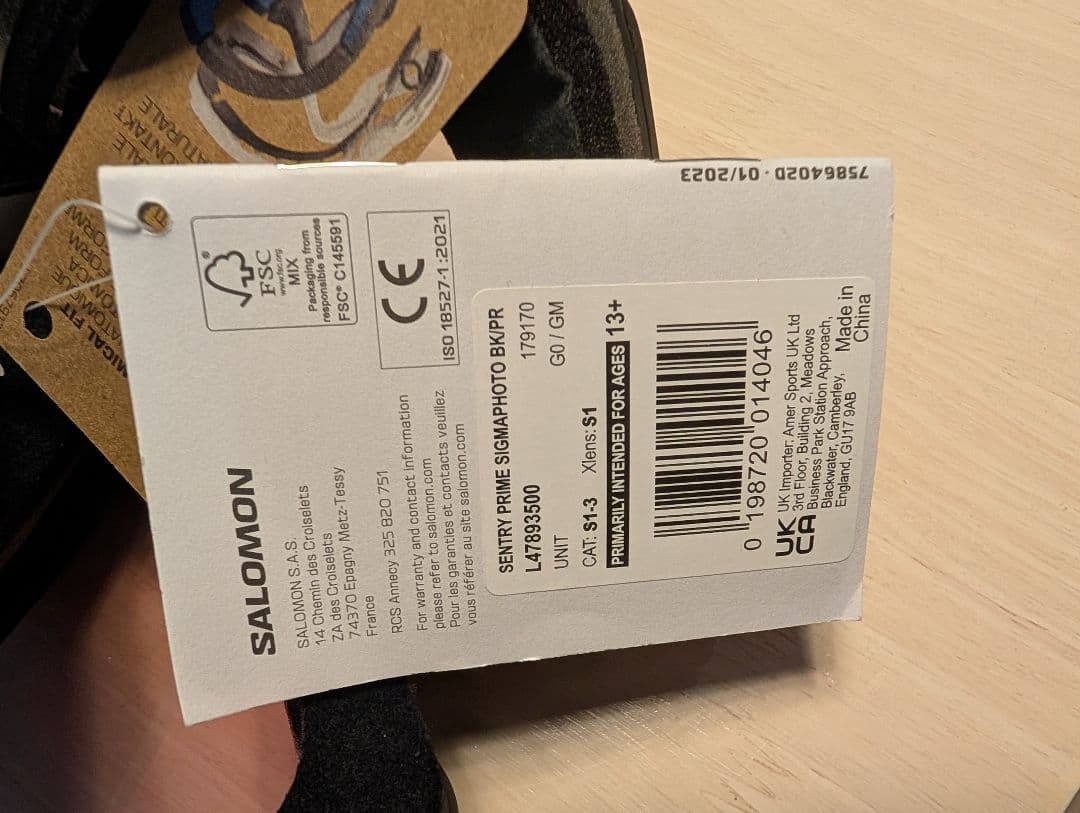 SALOMON
SALOMON S.A.S.
14 Chemin des Croiselets
ZA des Croiselets
74370 Epagny Metz-Tessy
France
RCS Annecy 325 820 751
For warranty and contact information
please refer to salomon.com
Pour les garanties et contacts veuillez
vous référer au site salomon.com
FSC
www.fsc.org
MIX
Packaging from
responsible sources
FSC® C145591
CE
ISO 18527-1:2021
SENTRY PRIME SIGMAPHOTO BK/PR
L47893500 179170
UNIT G0 / GM
CAT: S1-3 Xlens: S1
PRIMARILY INTENDED FOR AGES 13+
0 198720 014046
UK
CA
UK Importer: Amer Sports UK Ltd
3rd Floor, Building 2, Meadows
Business Park Station Approach,
Blackwater, Camberley,
England, GU17 9AB
Made in
China
7586402D · 01/2023
FIT